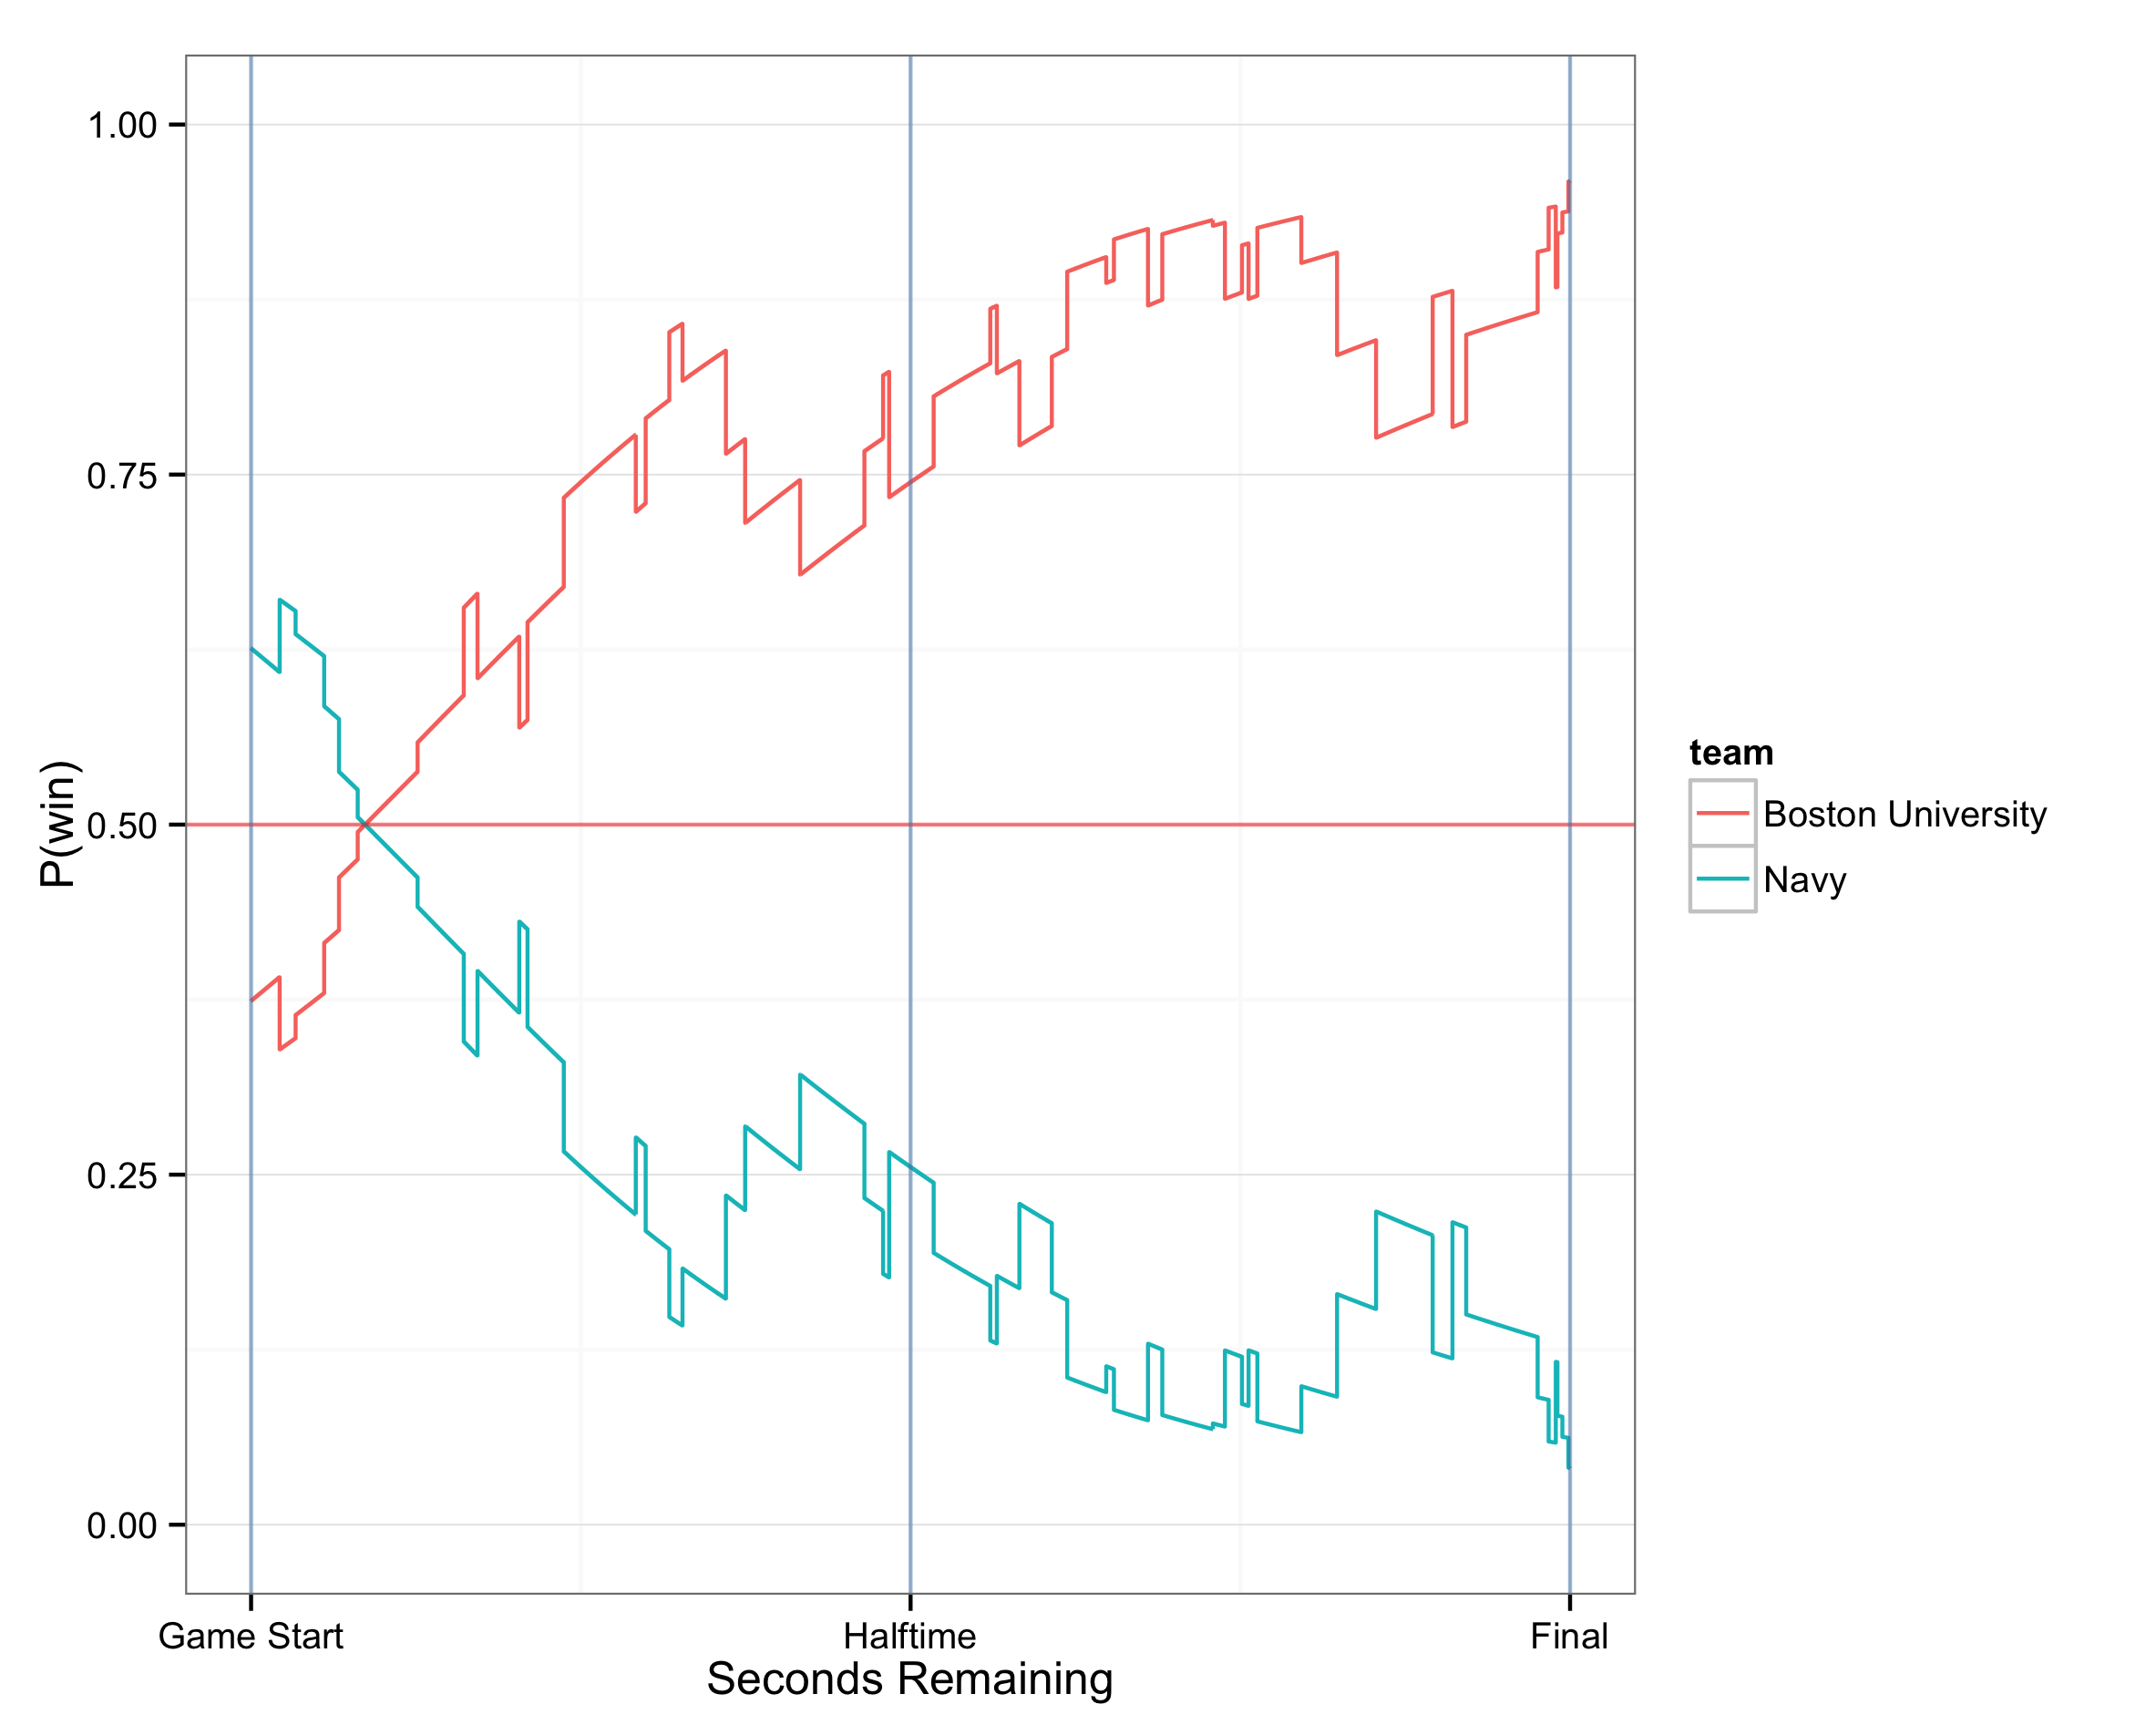 1.00
0.75
0.50
0.25
0.00
P(win)
Game Start
Halftime
Final
Seconds Remaining
team
Boston University
Navy